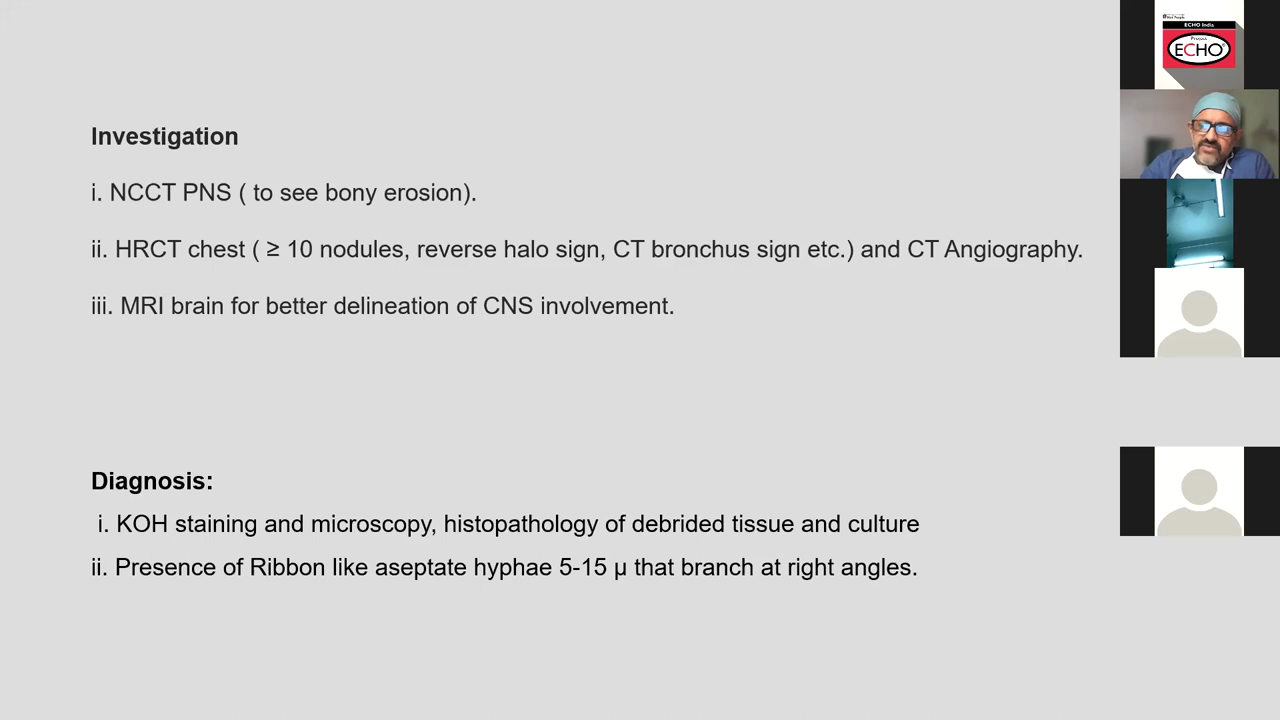 Investigation
i. NCCT PNS ( to see bony erosion).
ii. HRCT chest ( ≥ 10 nodules, reverse halo sign, CT bronchus sign etc.) and CT Angiography.
iii. MRI brain for better delineation of CNS involvement.
Diagnosis:
i. KOH staining and microscopy, histopathology of debrided tissue and culture
ii. Presence of Ribbon like aseptate hyphae 5-15 μ that branch at right angles.
ECHO India
Project
ECHO